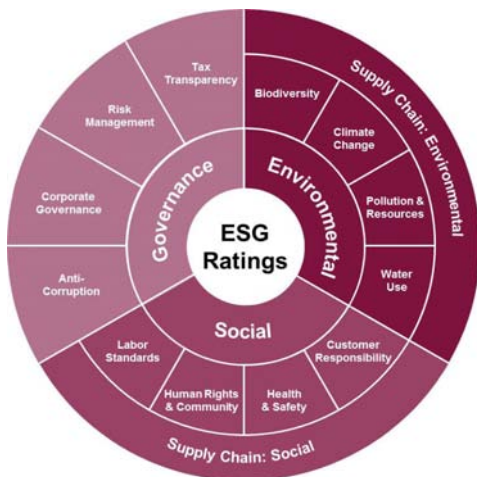 ESG
Ratings
Governance
Environmental
Social
Tax
Transparency
Risk
Management
Corporate
Governance
Anti-
Corruption
Biodiversity
Climate
Change
Pollution &
Resources
Water
Use
Supply Chain: Environmental
Customer
Responsibility
Health
& Safety
Human Rights
& Community
Labor
Standards
Supply Chain: Social